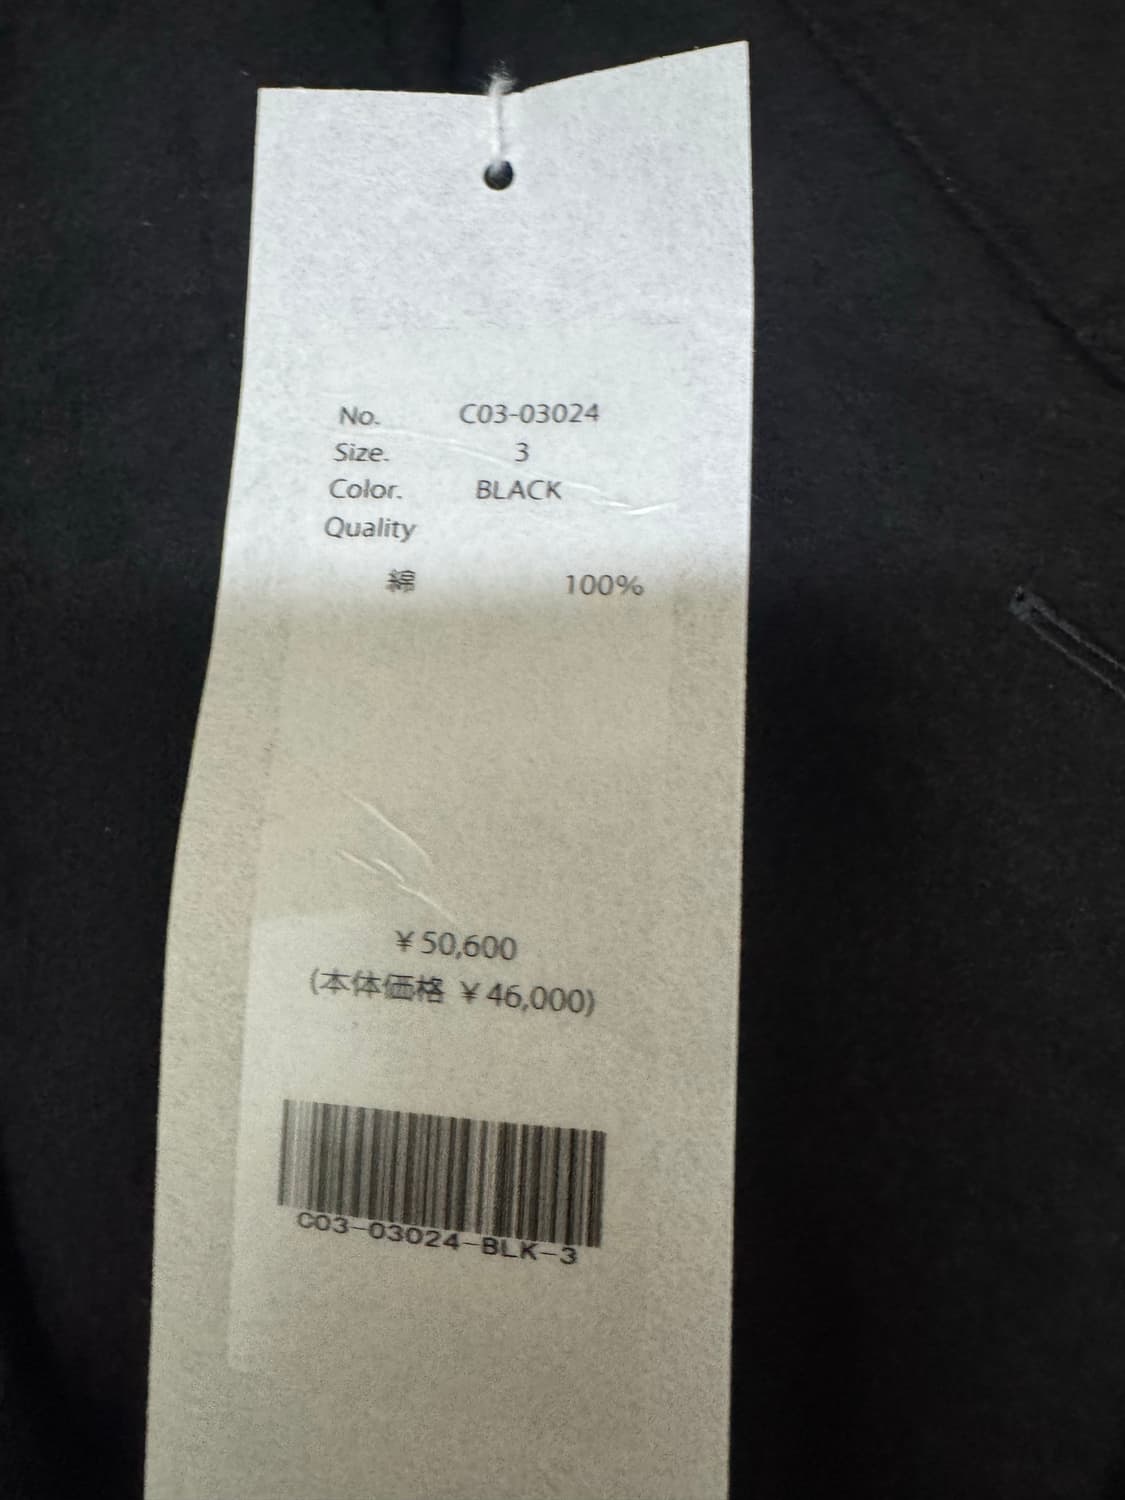 No. C03-03024
Size. 3
Color. BLACK
Quality
綿 100%
￥50,600
(本体価格 ￥46,000)
C03-03024-BLK-3